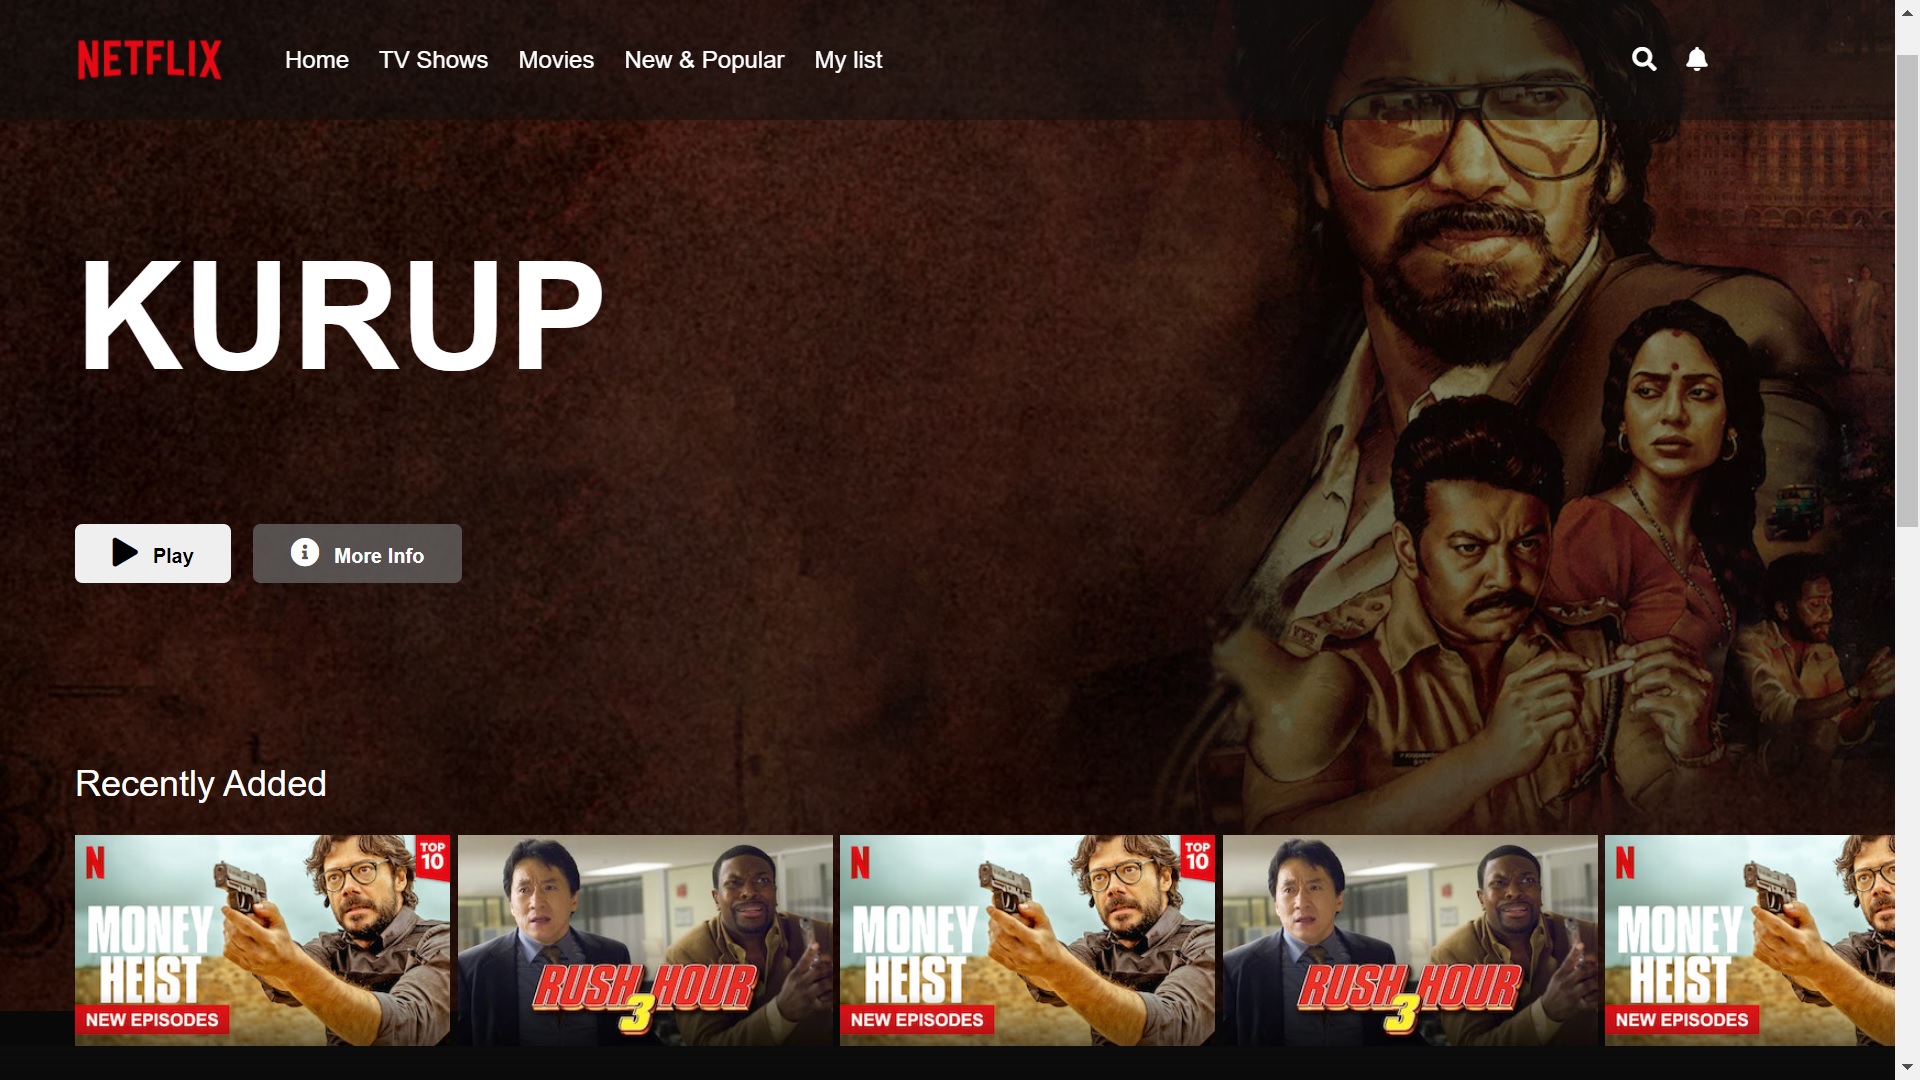 NETFLIX Home TV Shows Movies New & Popular My list
KURUP
Play More Info
Recently Added
N TOP 10
MONEY
HEIST
NEW EPISODES
RUSH HOUR
3
N TOP 10
MONEY
HEIST
NEW EPISODES
RUSH HOUR
3
N
MONEY
HEIST
NEW EPISODES